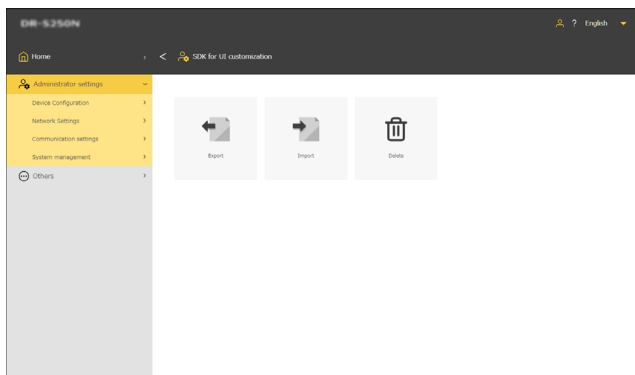 DR-S250N
? English
Home
SDK for UI customization
Administrator settings
Device Configuration
Network Settings
Communication settings
System management
Others
Export
Import
Delete